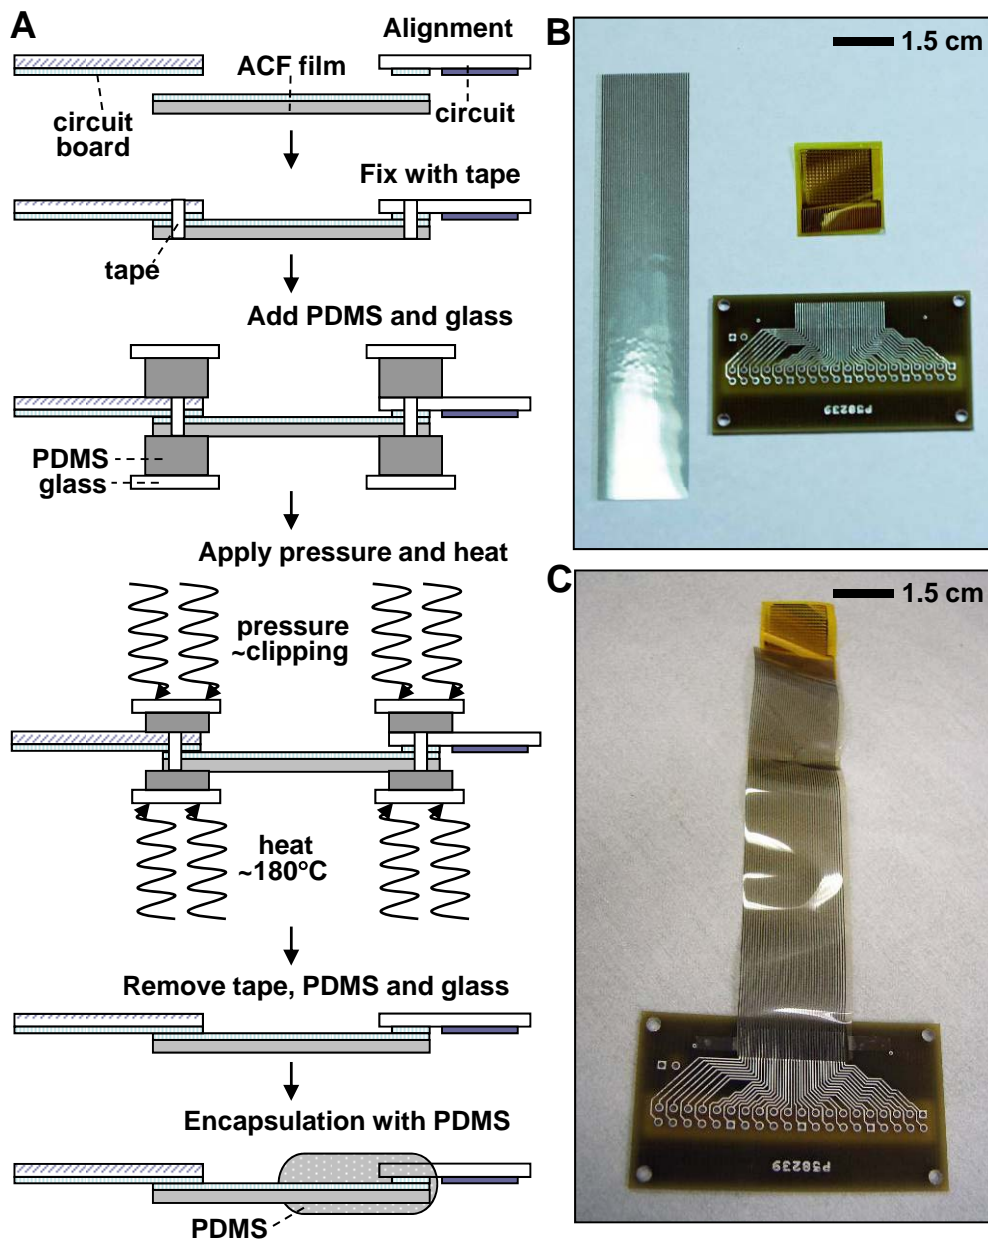 A
Alignment
ACF film
circuit
board
circuit
Fix with tape
tape
Add PDMS and glass
PDMS
glass
Apply pressure and heat
pressure
~clipping
heat
~180°C
Remove tape, PDMS and glass
Encapsulation with PDMS
PDMS
B
1.5 cm
P58239
C
1.5 cm
P58239